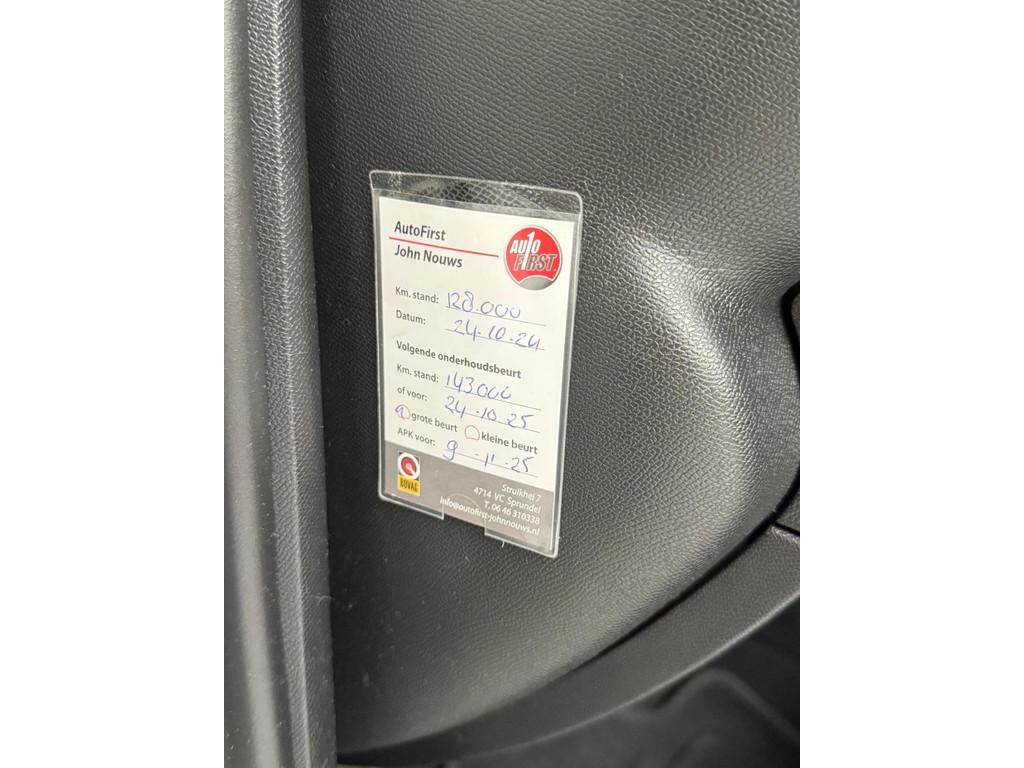 AutoFirst
John Nouws
AUTO FIRST
Km. stand: 128.000
Datum: 24-10-24
Volgende onderhoudsbeurt
Km. stand: 143000
of voor: 24-10-25
grote beurt kleine beurt
APK voor: 9-11-25
BOVAG
Struikhei 7
4714 VC Sprundel
T. 06 46 310338
info@autofirst-johnnouws.nl